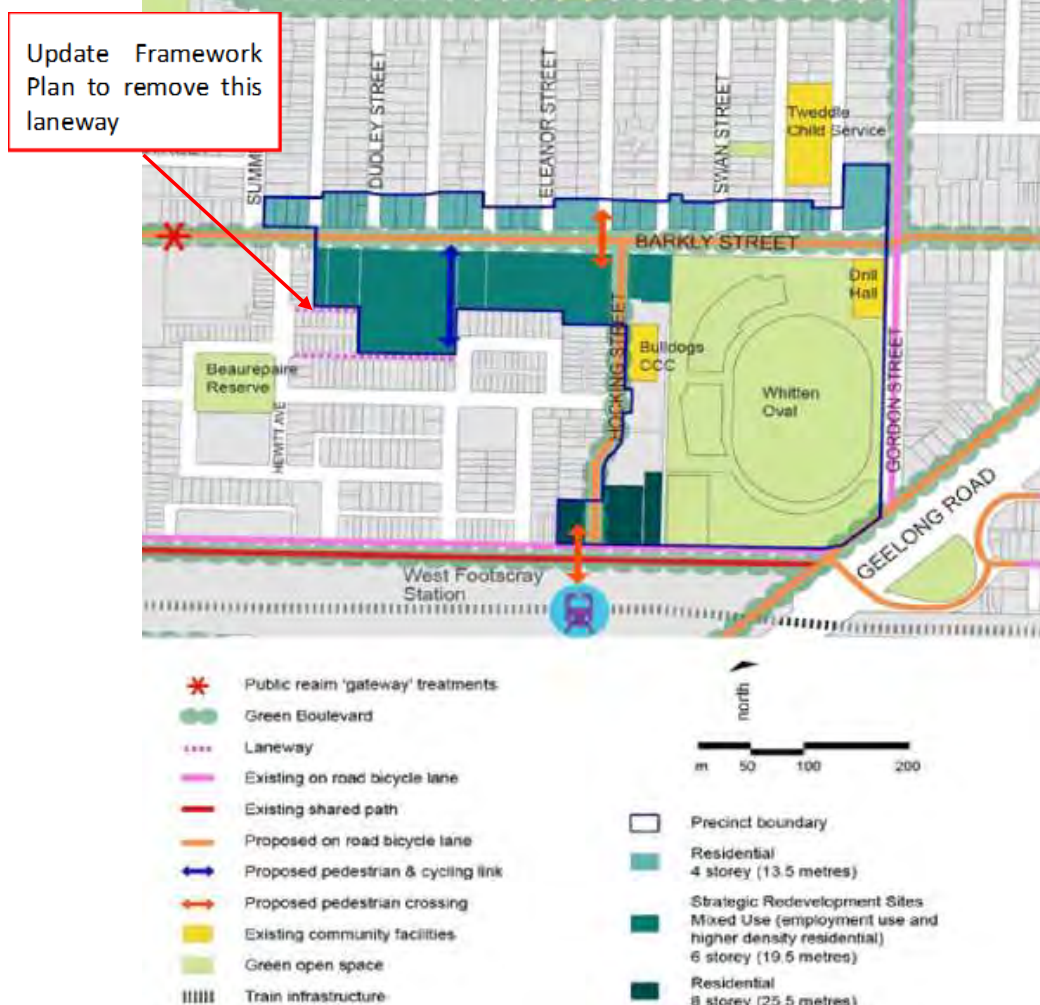 Update Framework
Plan to remove this
laneway
DUDLEY STREET
ELEANOR STREET
SWAN STREET
Tweddle
Child Service
BARKLY STREET
Drill
Hall
HOCKING STREET
Bulldogs
CCC
Beaurepaire
Reserve
Whitten
Oval
HEWITT AVE
GORDON STREET
GEELONG ROAD
West Footscray
Station
Public realm 'gateway' treatments
Green Boulevard
Laneway
Existing on road bicycle lane
Existing shared path
Proposed on road bicycle lane
Proposed pedestrian & cycling link
Proposed pedestrian crossing
Existing community facilities
Green open space
Train infrastructure
north
m 50 100 200
Precinct boundary
Residential
4 storey (13.5 metres)
Strategic Redevelopment Sites
Mixed Use (employment use and
higher density residential)
6 storey (19.5 metres)
Residential
8 storey (25.5 metres)